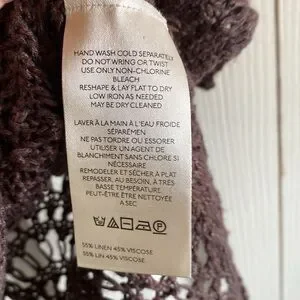 HAND WASH COLD SEPARATELY
DO NOT WRING OR TWIST
USE ONLY NON-CHLORINE
BLEACH
RESHAPE & LAY FLAT TO DRY
LOW IRON AS NEEDED
MAY BE DRY CLEANED
LAVER À LA MAIN À L'EAU FROIDE
SÉPARÉMEN
NE PAS TORDRE OU ESSORER
UTILISER UN AGENT DE
BLANCHIMENT SANS CHLORE SI
NÉCESSAIRE
REMODELER ET SÉCHER À PLAT
REPASSER, AU BESOIN, À TRÈS
BASSE TEMPÉRATURE.
PEUT-ÊTRE ÊTRE NETTOYÉE
A SEC
55% LINEN 45% VISCOSE
55% LIN 45% VISCOSE